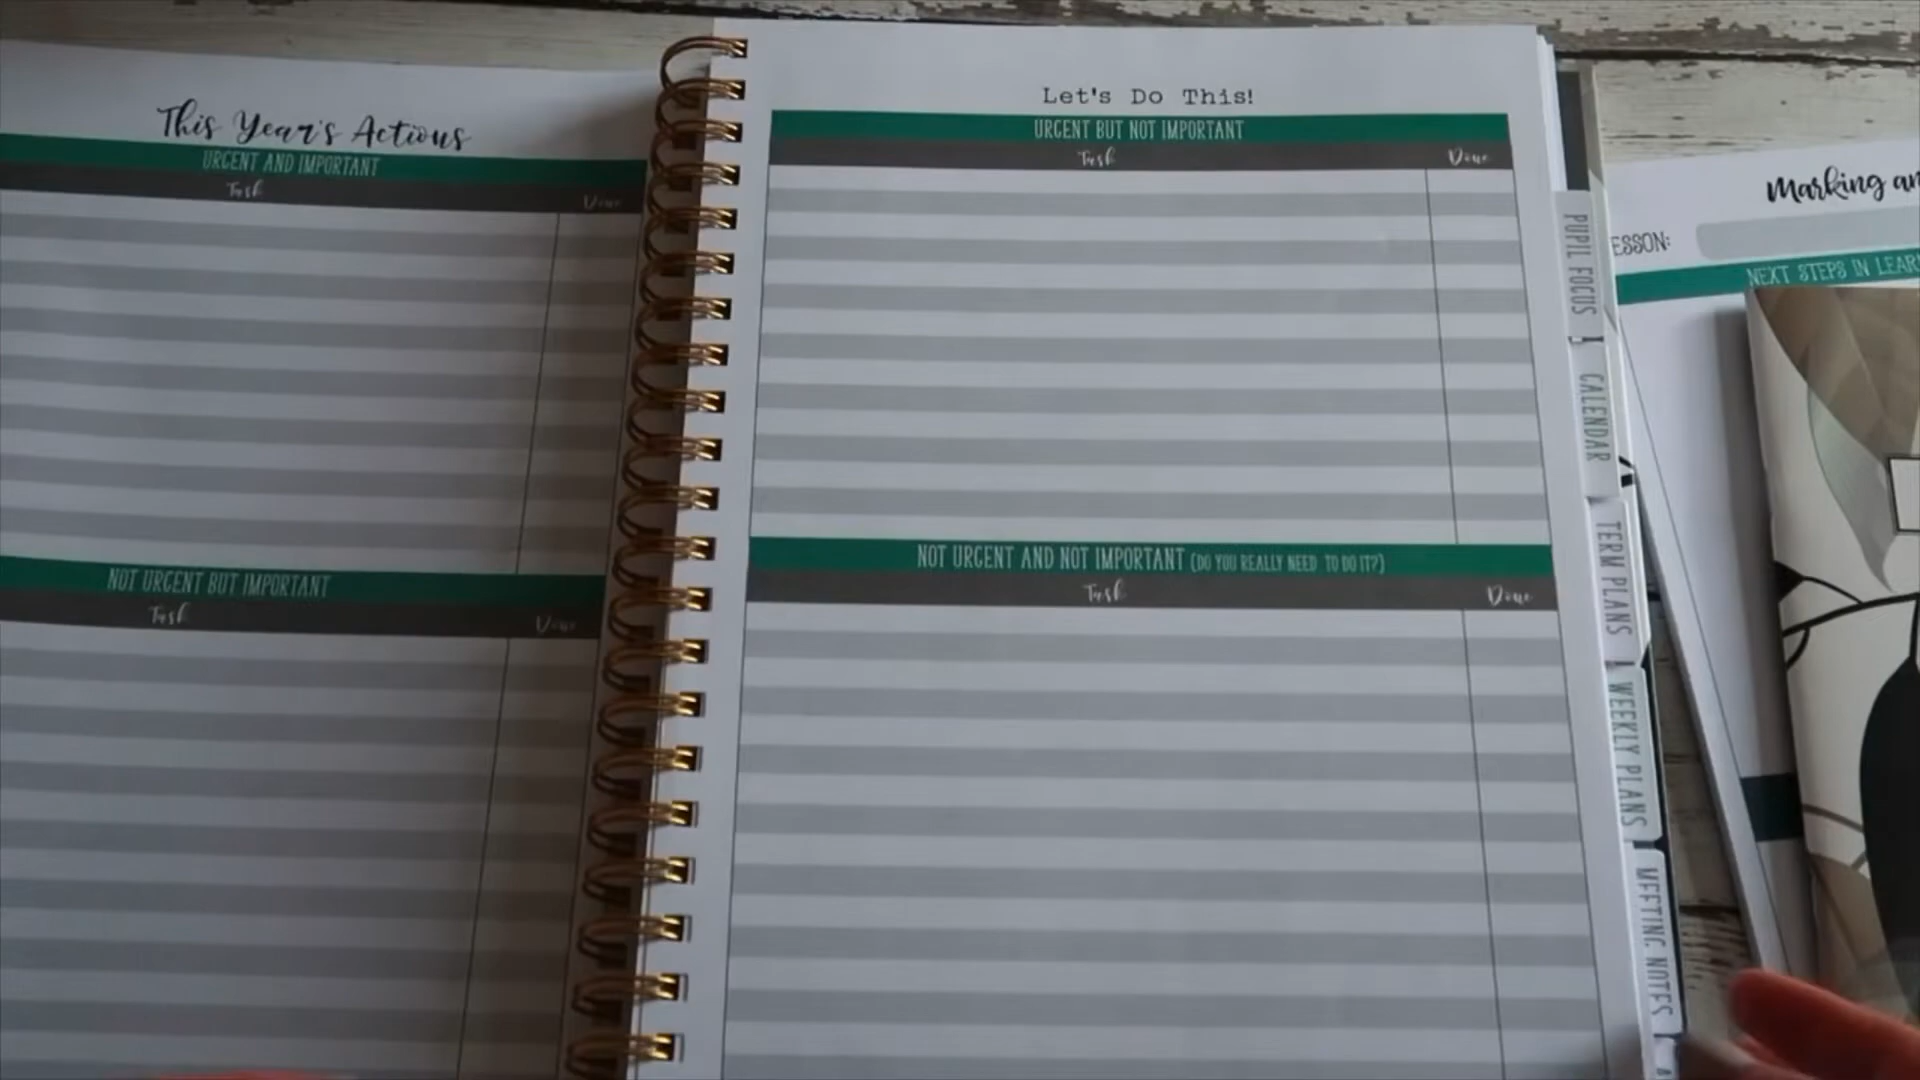 This Year's Actions
URGENT AND IMPORTANT
Task Done
NOT URGENT BUT IMPORTANT
Task Done
Let's Do This!
URGENT BUT NOT IMPORTANT
Task Done
NOT URGENT AND NOT IMPORTANT (DO YOU REALLY NEED TO DO IT?)
Task Done
PUPIL FOCUS
CALENDAR
TERM PLANS
WEEKLY PLANS
MEETING NOTES
Marking an
ESSON:
NEXT STEPS IN LEARN